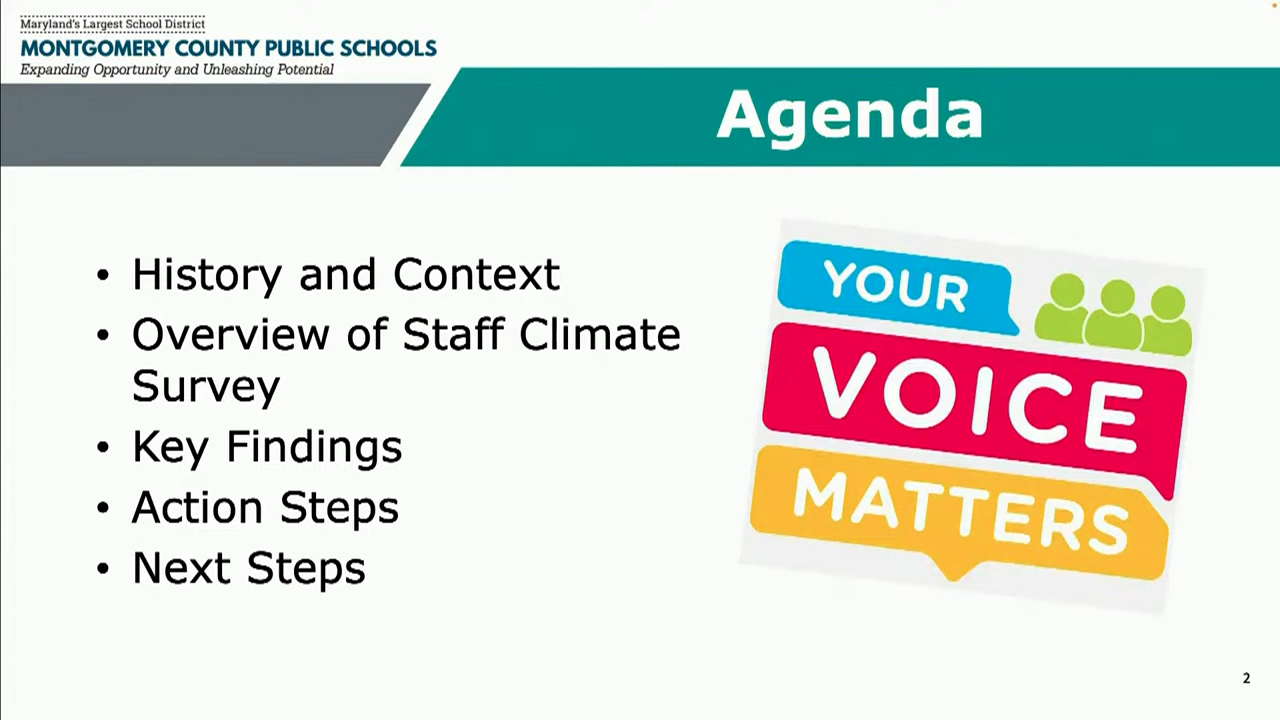 Maryland's Largest School District
MONTGOMERY COUNTY PUBLIC SCHOOLS
Expanding Opportunity and Unleashing Potential
Agenda
• History and Context
• Overview of Staff Climate
Survey
• Key Findings
• Action Steps
• Next Steps
YOUR
VOICE
MATTERS
2